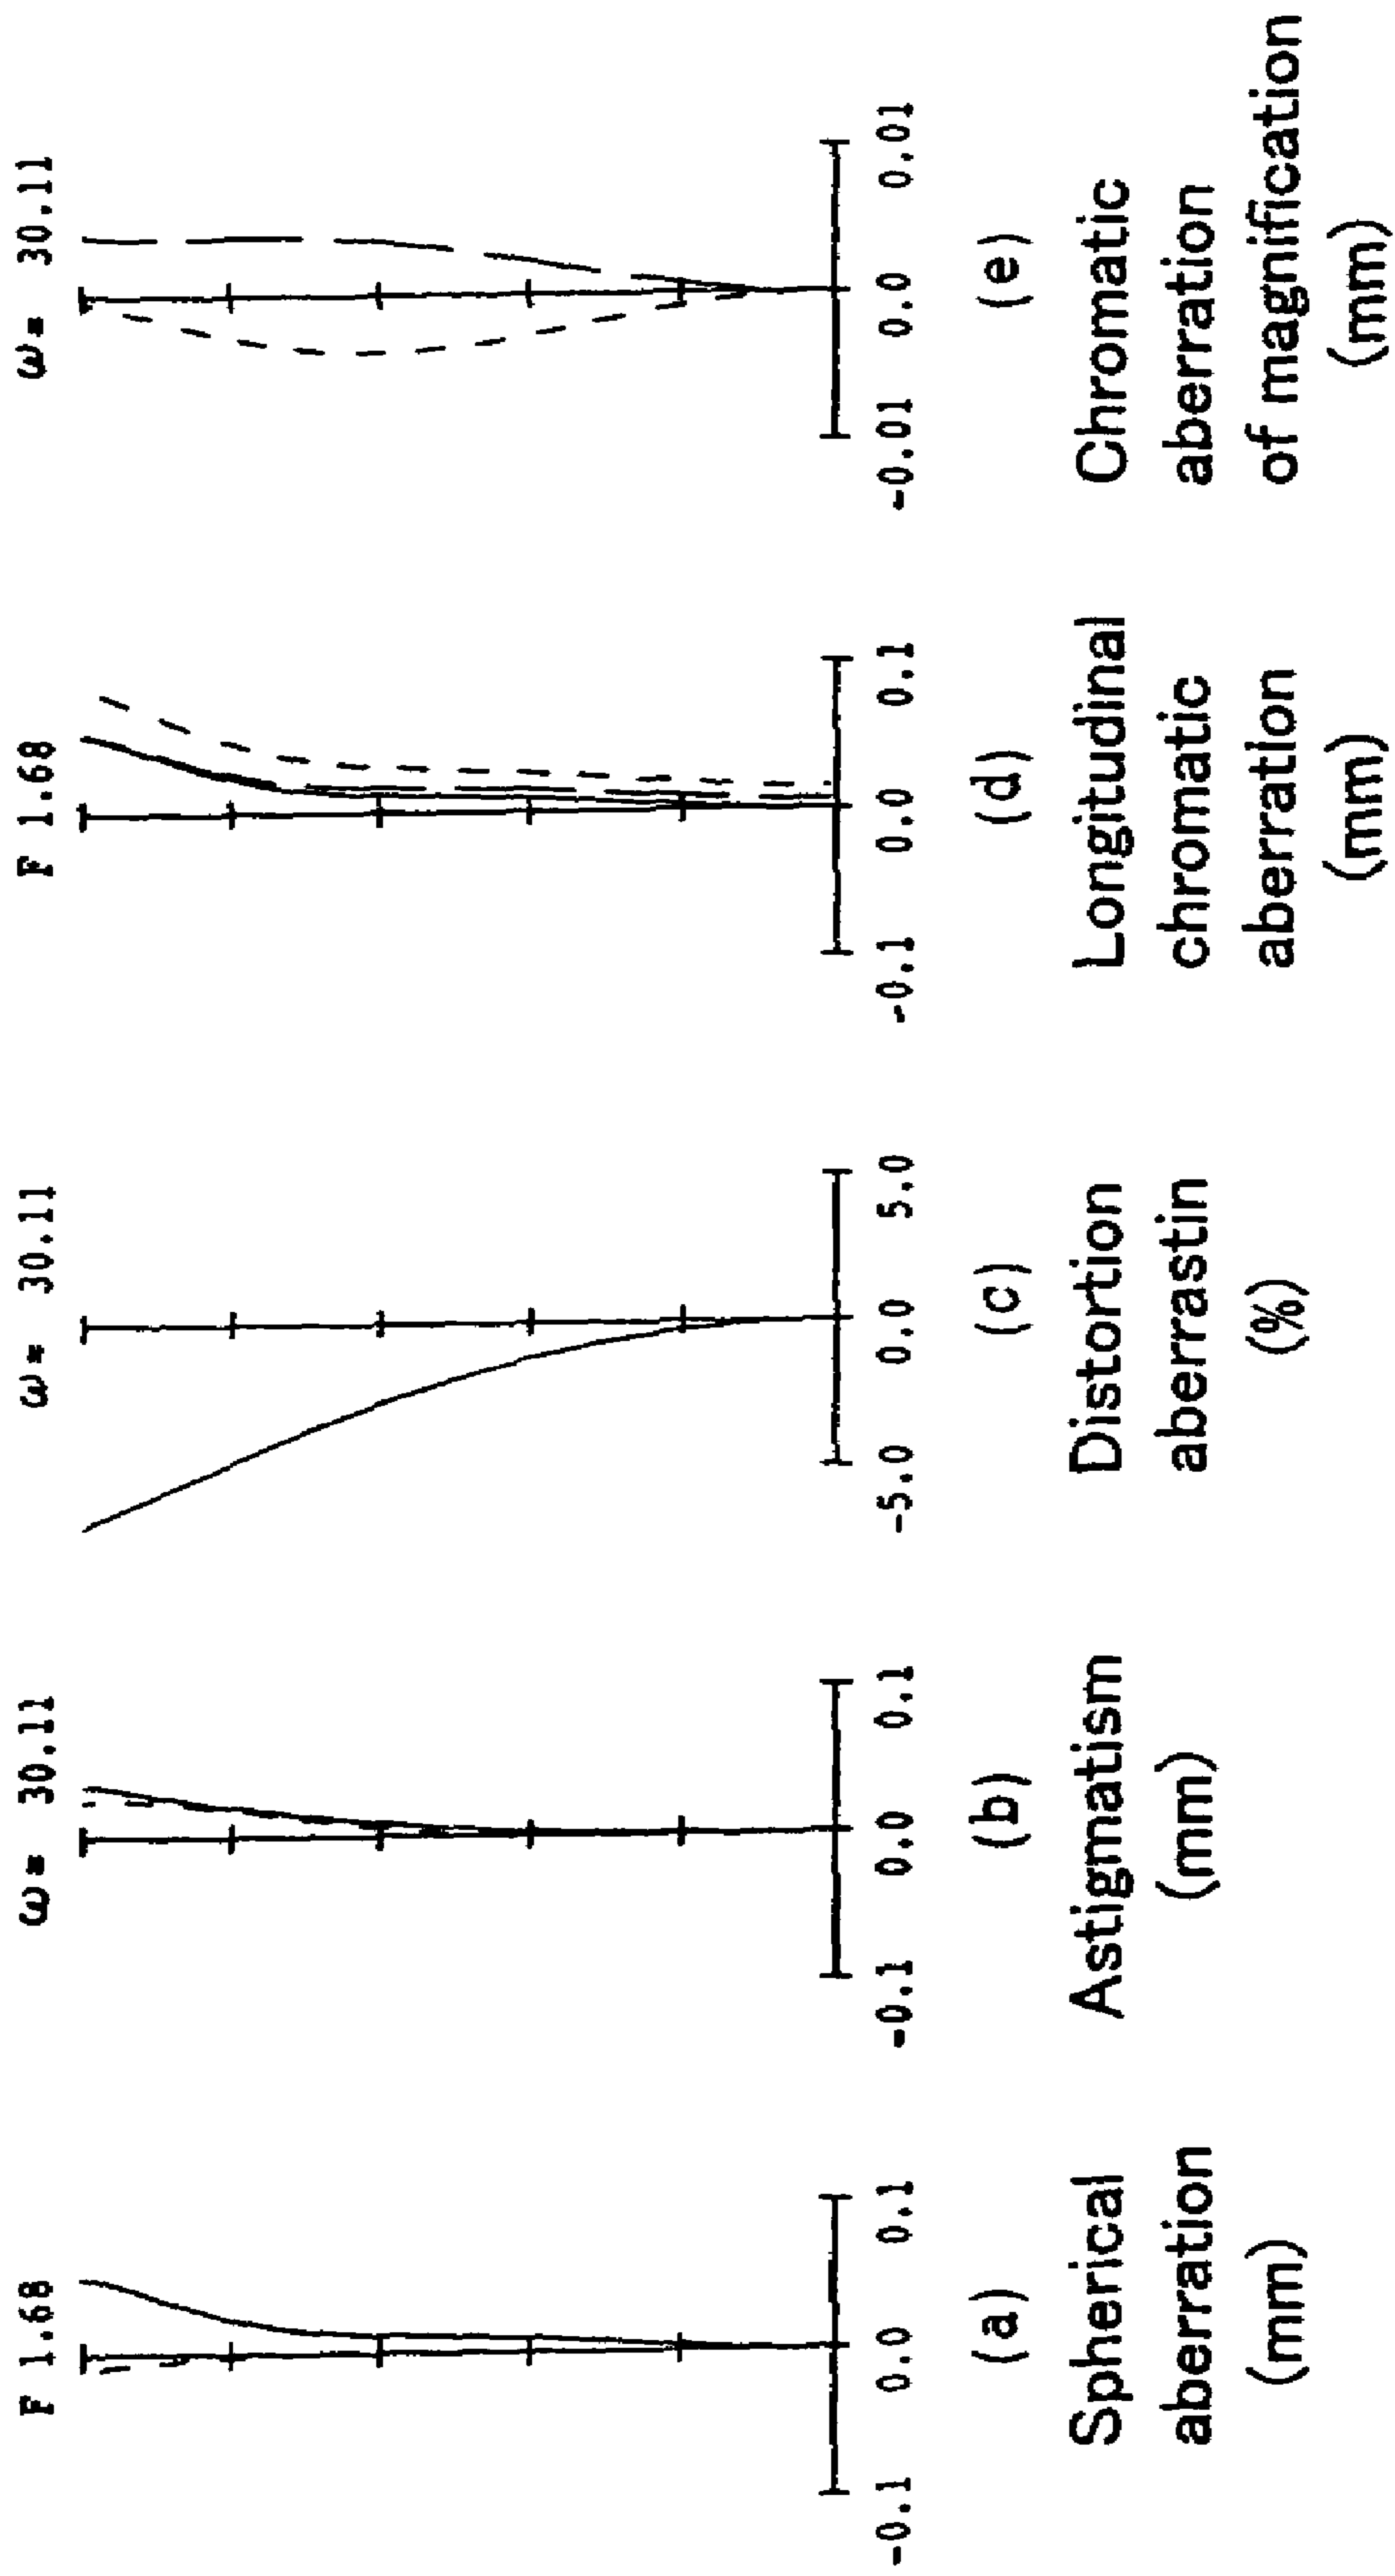 F 1.68
-0.1 0.0 0.1
(a)
Spherical
aberration
(mm)
ω= 30.11
-0.1 0.0 0.1
(b)
Astigmatism
(mm)
ω= 30.11
-5.0 0.0 5.0
(c)
Distortion
aberrastin
(%)
F 1.68
-0.1 0.0 0.1
(d)
Longitudinal
chromatic
aberration
(mm)
ω= 30.11
-0.01 0.0 0.01
(e)
Chromatic
aberration
of magnification
(mm)